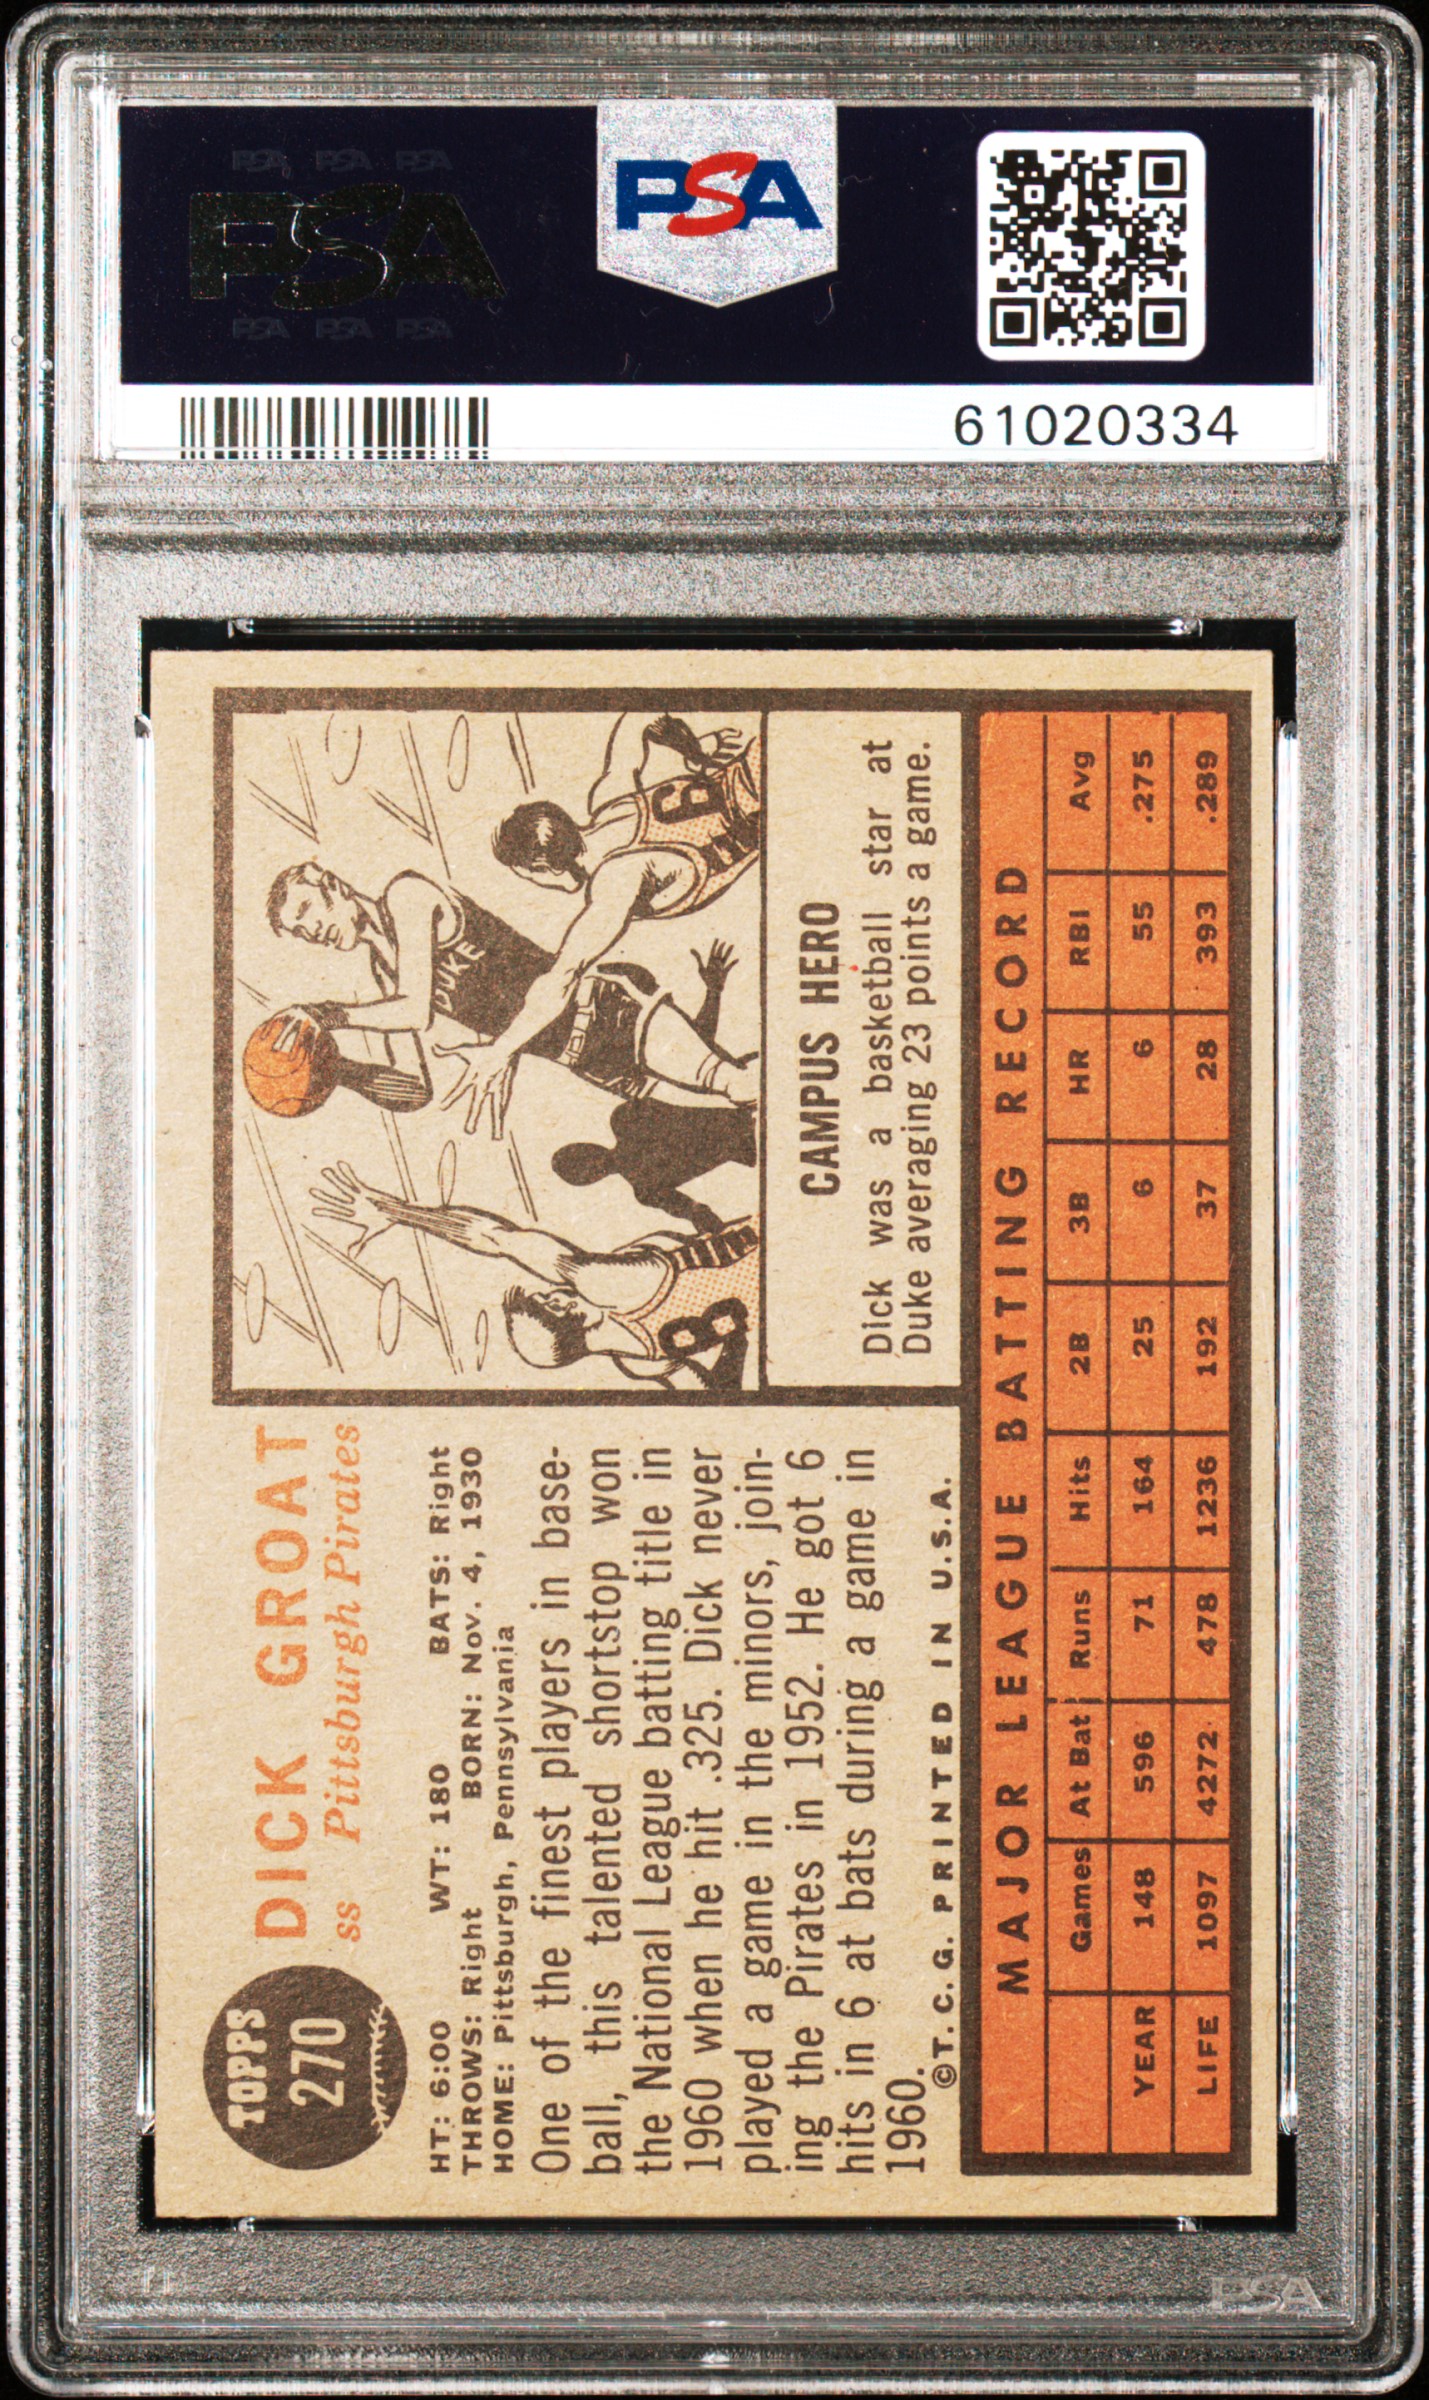 PSA PSA PSA
PSA
PSA PSA PSA
PSA
61020334
TOPPS
270
DICK GROAT
ss Pittsburgh Pirates
HT: 6:00 WT: 180 BATS: Right
THROWS: Right BORN: Nov. 4, 1930
HOME: Pittsburgh, Pennsylvania
One of the finest players in base-
ball, this talented shortstop won
the National League batting title in
1960 when he hit .325. Dick never
played a game in the minors, join-
ing the Pirates in 1952. He got 6
hits in 6 at bats during a game in
1960.
©T.C.G. PRINTED IN U.S.A.
DUKE
8
9
CAMPUS HERO
Dick was a basketball star at
Duke averaging 23 points a game.
MAJOR LEAGUE BATTING RECORD
Games At Bat Runs Hits 2B 3B HR RBI Avg
YEAR 148 596 71 164 25 6 6 55 .275
LIFE 1097 4272 478 1236 192 37 28 393 .289
PSA